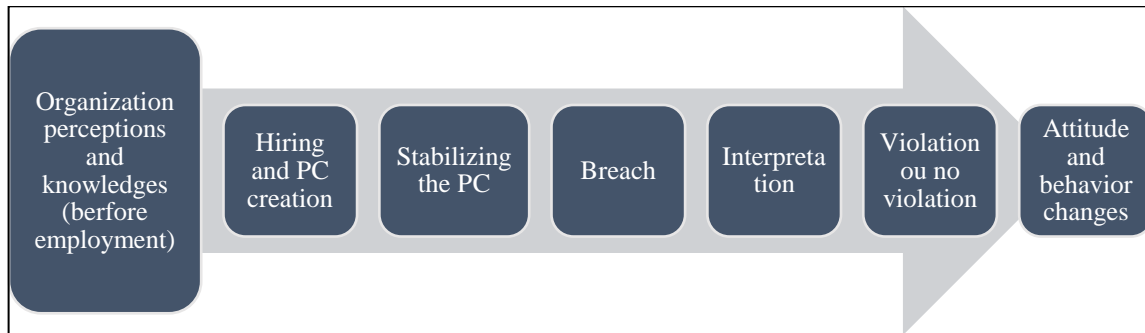 Organization
perceptions
and
knowledges
(berfore
employment)
Hiring
and PC
creation
Stabilizing
the PC
Breach
Interpreta
tion
Violation
ou no
violation
Attitude
and
behavior
changes